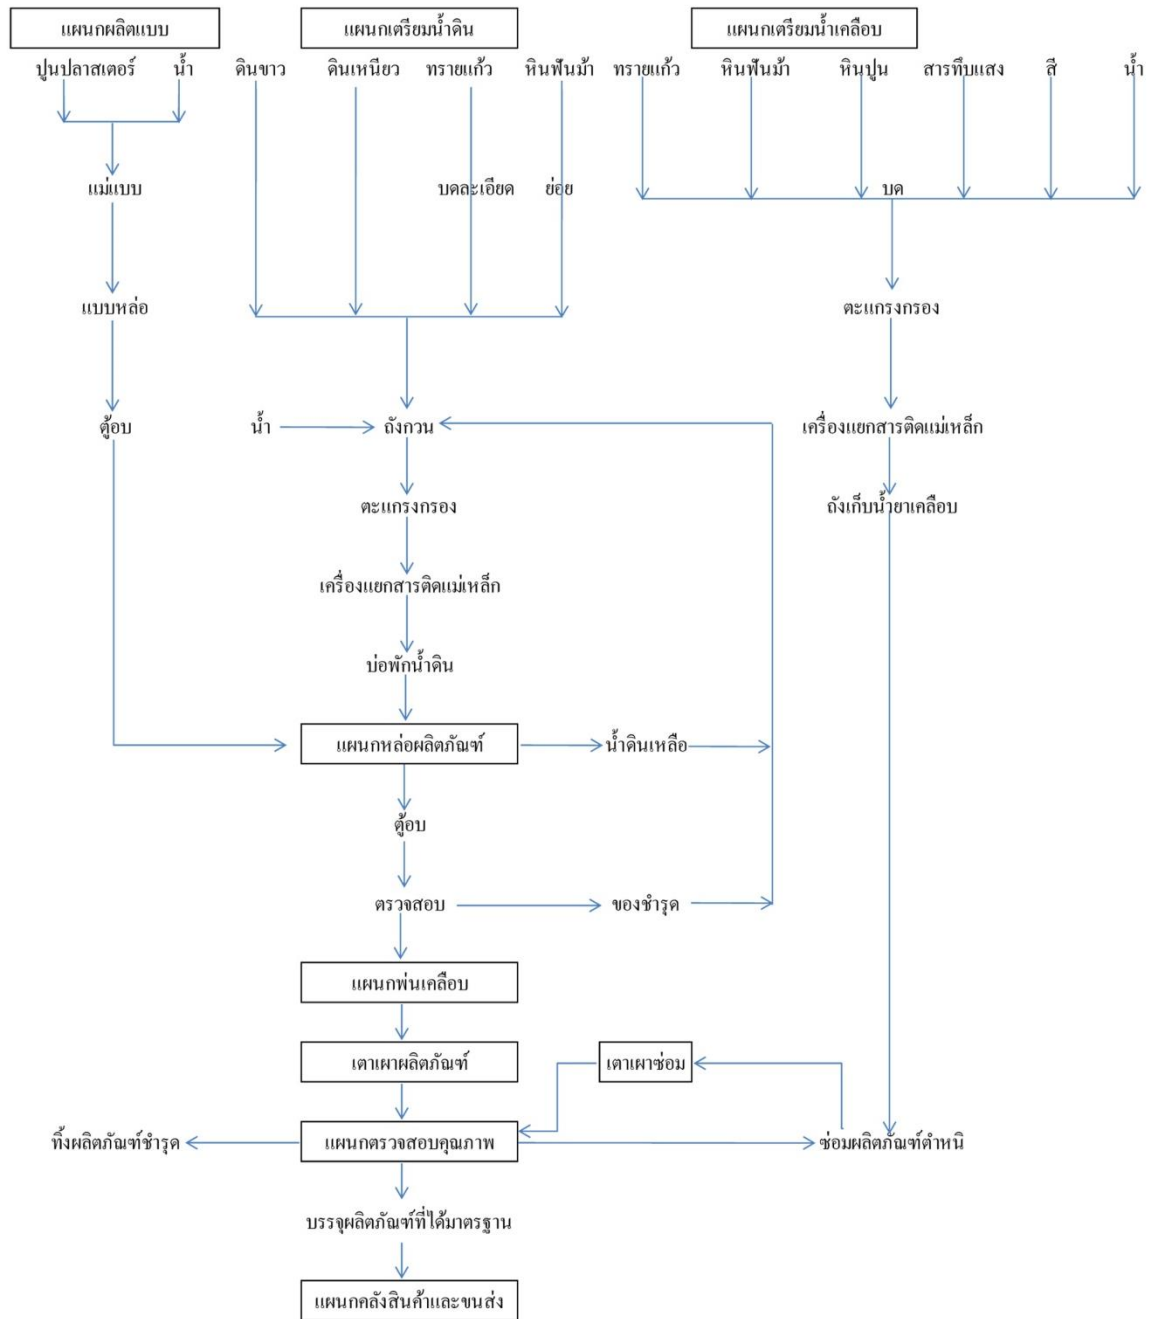 แผนกผลิตแบบ
แผนกเตรียมน้ำดิน
แผนกเตรียมน้ำเคลือบ
ปูนปลาสเตอร์ น้ำ
ดินขาว ดินเหนียว ทรายแก้ว หินฟันม้า
ทรายแก้ว หินฟันม้า หินปูน สารทึบแสง สี น้ำ
แม่แบบ
บดละเอียด ย่อย
บด
แบบหล่อ
ตะแกรงกรอง
ตู้อบ
น้ำ
ถังกวน
เครื่องแยกสารติดแม่เหล็ก
ตะแกรงกรอง
ถังเก็บน้ำยาเคลือบ
เครื่องแยกสารติดแม่เหล็ก
บ่อพักน้ำดิน
แผนกหล่อผลิตภัณฑ์
น้ำดินเหลือ
ตู้อบ
ตรวจสอบ
ของชำรุด
แผนกพ่นเคลือบ
เตาเผาผลิตภัณฑ์
เตาเผาซ่อม
ทิ้งผลิตภัณฑ์ชำรุด
แผนกตรวจสอบคุณภาพ
ซ่อมผลิตภัณฑ์ตำหนิ
บรรจุผลิตภัณฑ์ที่ได้มาตรฐาน
แผนกคลังสินค้าและขนส่ง